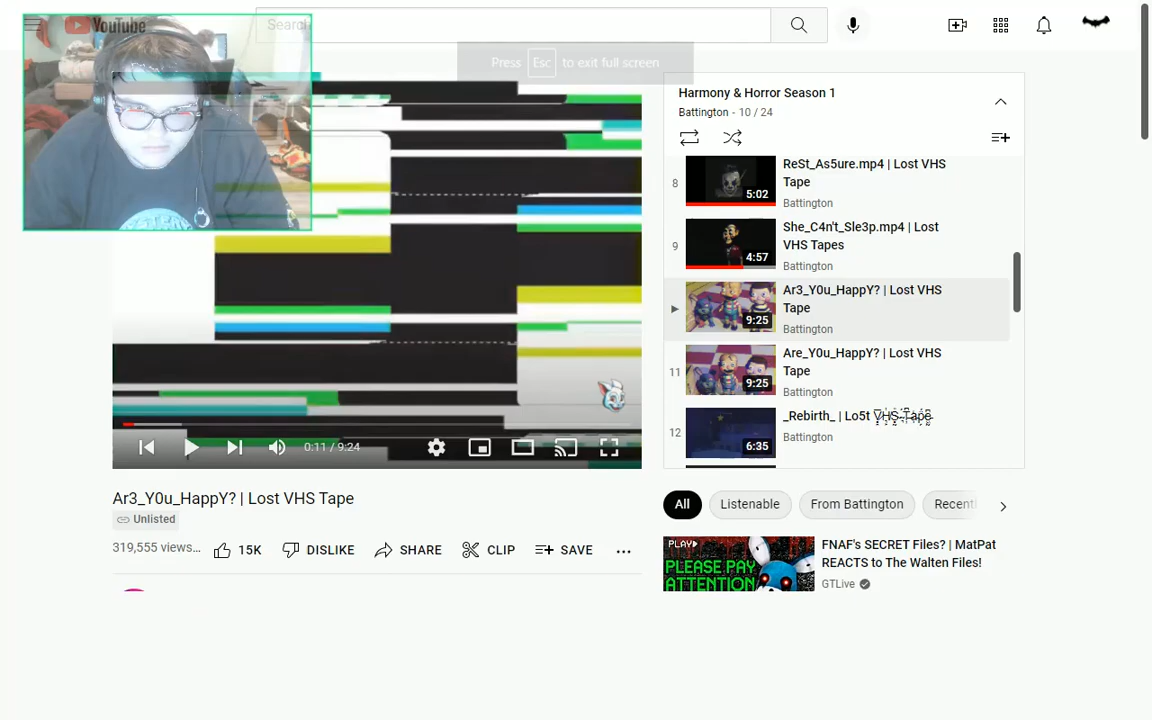 YouTube
Search
Press Esc to exit full screen
0:11 / 9:24
Ar3_Y0u_HappY? | Lost VHS Tape
Unlisted
319,555 views...
15K
DISLIKE
SHARE
CLIP
SAVE
Harmony & Horror Season 1
Battington - 10 / 24
8
5:02
ReSt_As5ure.mp4 | Lost VHS
Tape
Battington
9
4:57
She_C4n't_Sle3p.mp4 | Lost
VHS Tapes
Battington
9:25
Ar3_Y0u_HappY? | Lost VHS
Tape
Battington
11
9:25
Are_Y0u_HappY? | Lost VHS
Tape
Battington
12
6:35
_Rebirth_ | Lo5t VHS Tape
Battington
All
Listenable
From Battington
Recent
PLAY
PLEASE PAY
ATTENTION
FNAF's SECRET Files? | MatPat
REACTS to The Walten Files!
GTLive